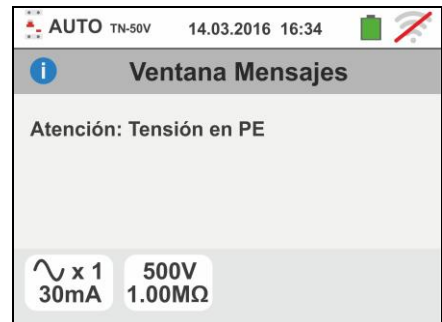 AUTO TN-50V 14.03.2016 16:34
i Ventana Mensajes
Atención: Tensión en PE
x 1 500V
30mA 1.00MΩ